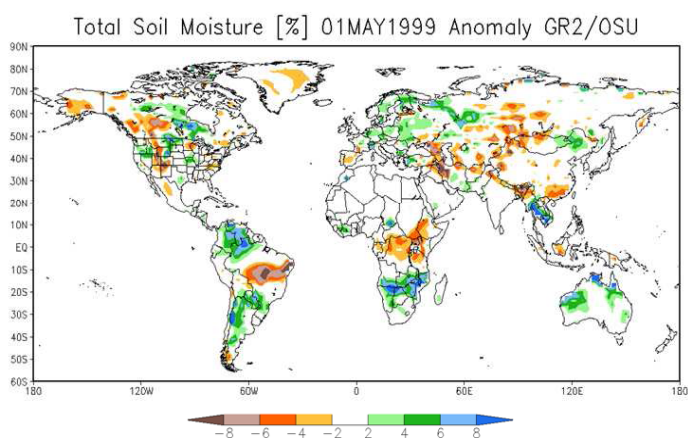 Total Soil Moisture [%] 01MAY1999 Anomaly GR2/OSU
90N
80N
70N
60N
50N
40N
30N
20N
10N
EQ
10S
20S
30S
40S
50S
60S
180 120W 60W 0 60E 120E 180
-8 -6 -4 -2 2 4 6 8